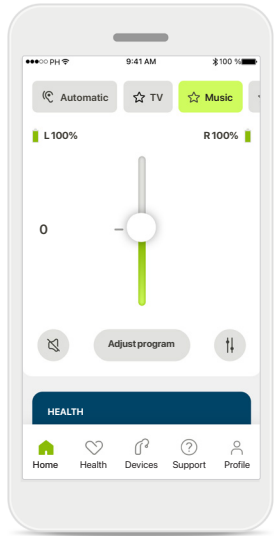 PH 9:41 AM 100 %
Automatic TV Music
L 100% R 100%
0
Adjust program
HEALTH
Home Health Devices Support Profile